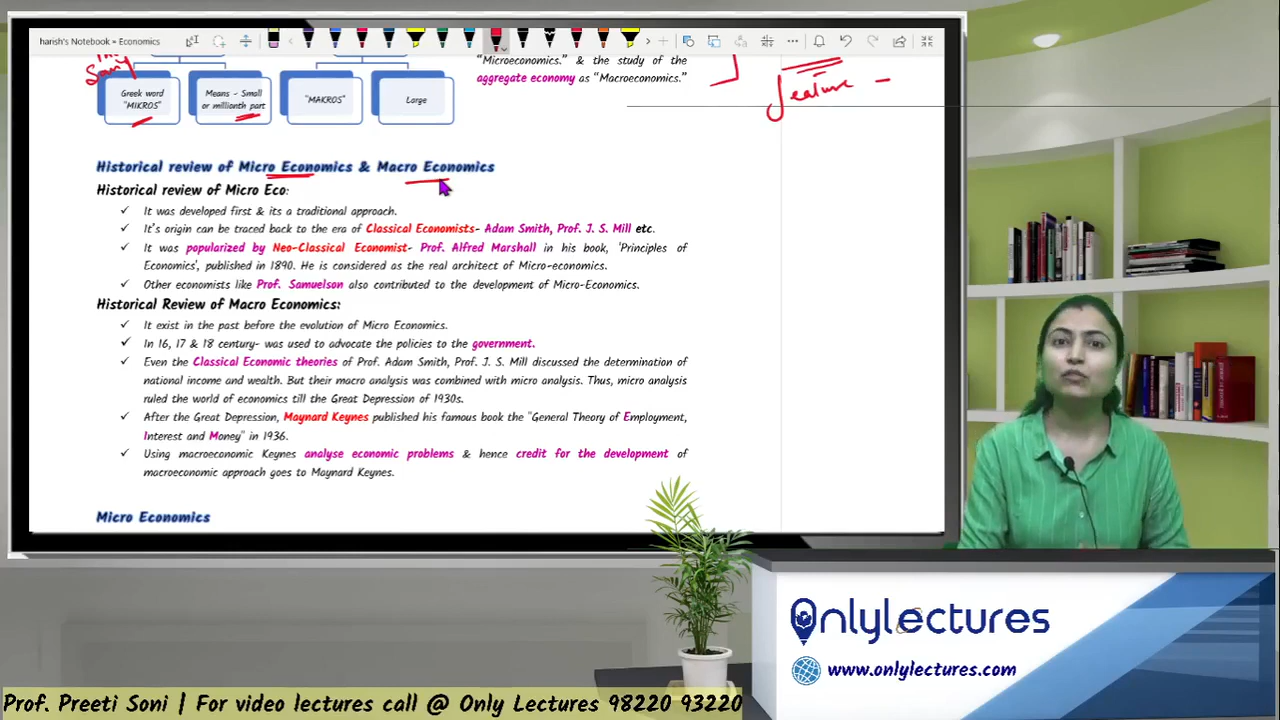 harish's Notebook » Economics
Sony
Greek word
"MIKROS"
Means - Small
or millionth part
"MAKROS"
Large
"Microeconomics." & the study of the
aggregate economy as "Macroeconomics."
feature -
Historical review of Micro Economics & Macro Economics
Historical review of Micro Eco:
✓ It was developed first & its a traditional approach.
✓ It's origin can be traced back to the era of Classical Economists- Adam Smith, Prof. J. S. Mill etc.
✓ It was popularized by Neo-Classical Economist- Prof. Alfred Marshall in his book, 'Principles of
Economics', published in 1890. He is considered as the real architect of Micro-economics.
✓ Other economists like Prof. Samuelson also contributed to the development of Micro-Economics.
Historical Review of Macro Economics:
✓ It exist in the past before the evolution of Micro Economics.
✓ In 16, 17 & 18 century- was used to advocate the policies to the government.
✓ Even the Classical Economic theories of Prof. Adam Smith, Prof. J. S. Mill discussed the determination of
national income and wealth. But their macro analysis was combined with micro analysis. Thus, micro analysis
ruled the world of economics till the Great Depression of 1930s.
✓ After the Great Depression, Maynard Keynes published his famous book the "General Theory of Employment,
Interest and Money" in 1936.
✓ Using macroeconomic Keynes analyse economic problems & hence credit for the development of
macroeconomic approach goes to Maynard Keynes.
Micro Economics
Onlylectures
www.onlylectures.com
Prof. Preeti Soni | For video lectures call @ Only Lectures 98220 93220